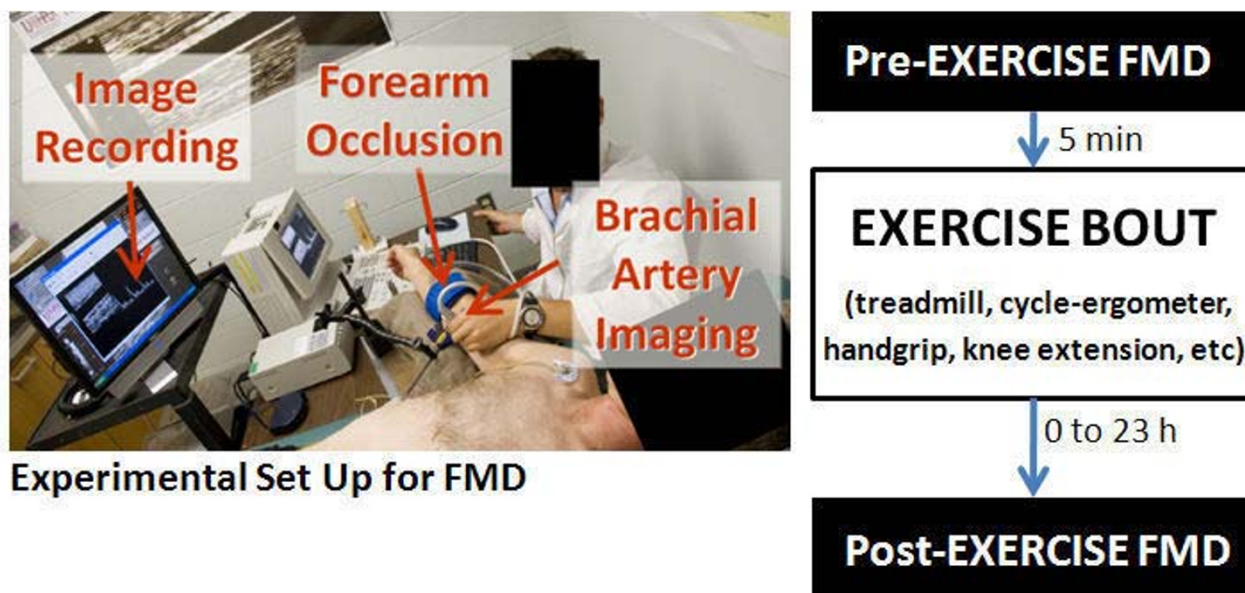 Image
Recording
Forearm
Occlusion
Brachial
Artery
Imaging
Experimental Set Up for FMD
Pre-EXERCISE FMD
5 min
EXERCISE BOUT
(treadmill, cycle-ergometer,
handgrip, knee extension, etc)
0 to 23 h
Post-EXERCISE FMD